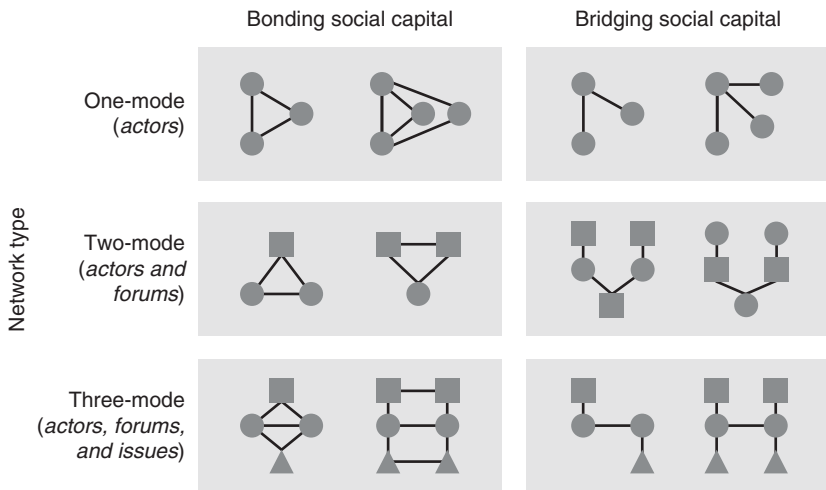 Bonding social capital
Bridging social capital
One-mode
(actors)
Network type
Two-mode
(actors and
forums)
Three-mode
(actors, forums,
and issues)